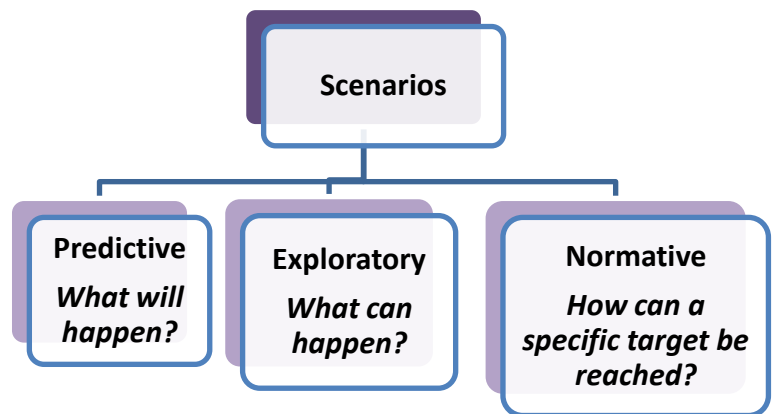 Scenarios
Predictive
What will
happen?
Exploratory
What can
happen?
Normative
How can a
specific target be
reached?